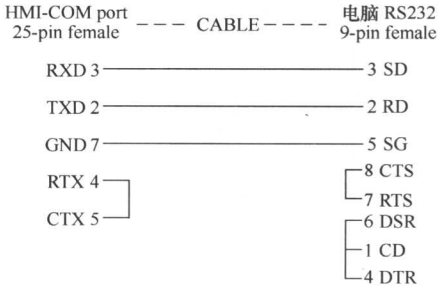 HMI-COM port
25-pin female
CABLE
电脑 RS232
9-pin female
RXD 3
3 SD
TXD 2
2 RD
GND 7
5 SG
RTX 4
8 CTS
CTX 5
7 RTS
6 DSR
1 CD
4 DTR